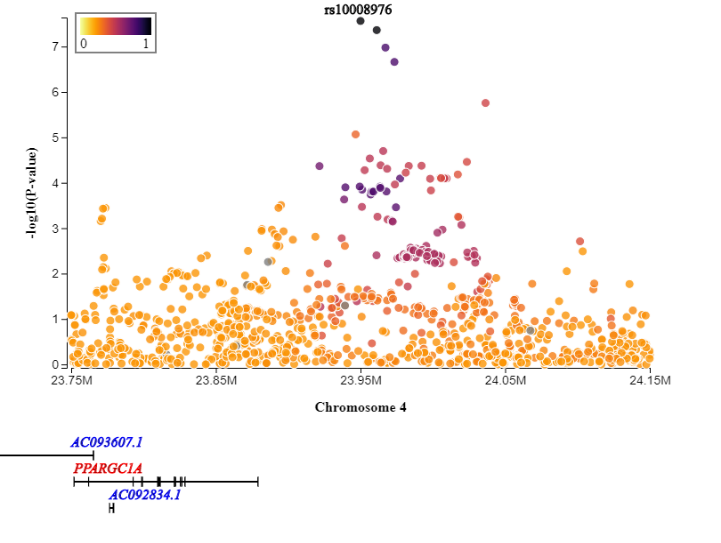 rs10008976
0 1
7
6
5
4
3
2
1
0
-log10(P-value)
23.75M 23.85M 23.95M 24.05M 24.15M
Chromosome 4
AC093607.1
PPARGC1A
AC092834.1